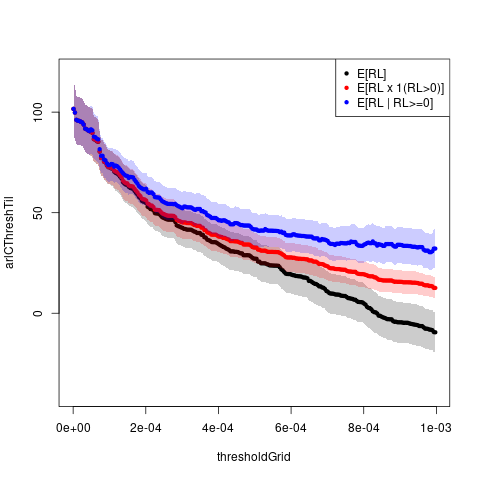 E[RL]
E[RL x 1(RL>0)]
E[RL | RL>=0]
100
50
0
arlCThreshTil
0e+00 2e-04 4e-04 6e-04 8e-04 1e-03
thresholdGrid